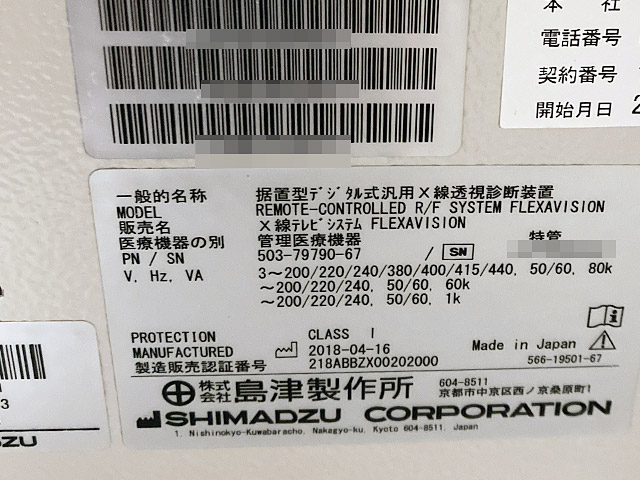 本 社
電話番号
契約番号
開始月日 2
一般的名称 据置型デジタル式汎用X線透視診断装置
MODEL REMOTE-CONTROLLED R/F SYSTEM FLEXAVISION
販売名 X線テレビシステム FLEXAVISION
医療機器の別 管理医療機器 特管
PN / SN 503-79790-67 / SN
V, Hz, VA 3～200/220/240/380/400/415/440, 50/60, 80k
～200/220/240, 50/60, 60k
～200/220/240, 50/60, 1k
PROTECTION CLASS I
MANUFACTURED 2018-04-16 Made in Japan
製造販売認証番号 218ABBZX00202000 566-19501-67
株式会社 島津製作所 604-8511
京都市中京区西ノ京桑原町1
SHIMADZU CORPORATION
1, Nishinokyo-Kuwabaracho, Nakagyo-ku, Kyoto 604-8511, Japan
3
ZU